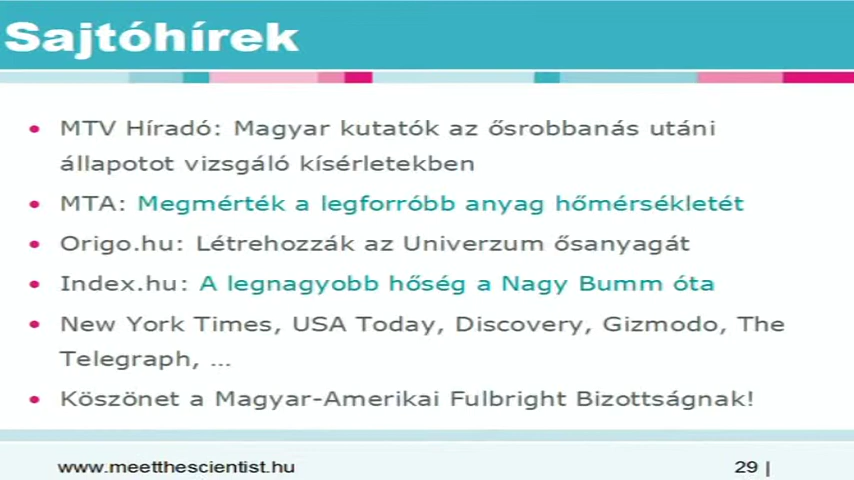 Sajtóhírek
• MTV Híradó: Magyar kutatók az ősrobbanás utáni
állapotot vizsgáló kísérletekben
• MTA: Megmérték a legforróbb anyag hőmérsékletét
• Origo.hu: Létrehozzák az Univerzum ősanyagát
• Index.hu: A legnagyobb hőség a Nagy Bumm óta
• New York Times, USA Today, Discovery, Gizmodo, The
Telegraph, ...
• Köszönet a Magyar-Amerikai Fulbright Bizottságnak!
www.meetthescientist.hu 29 |